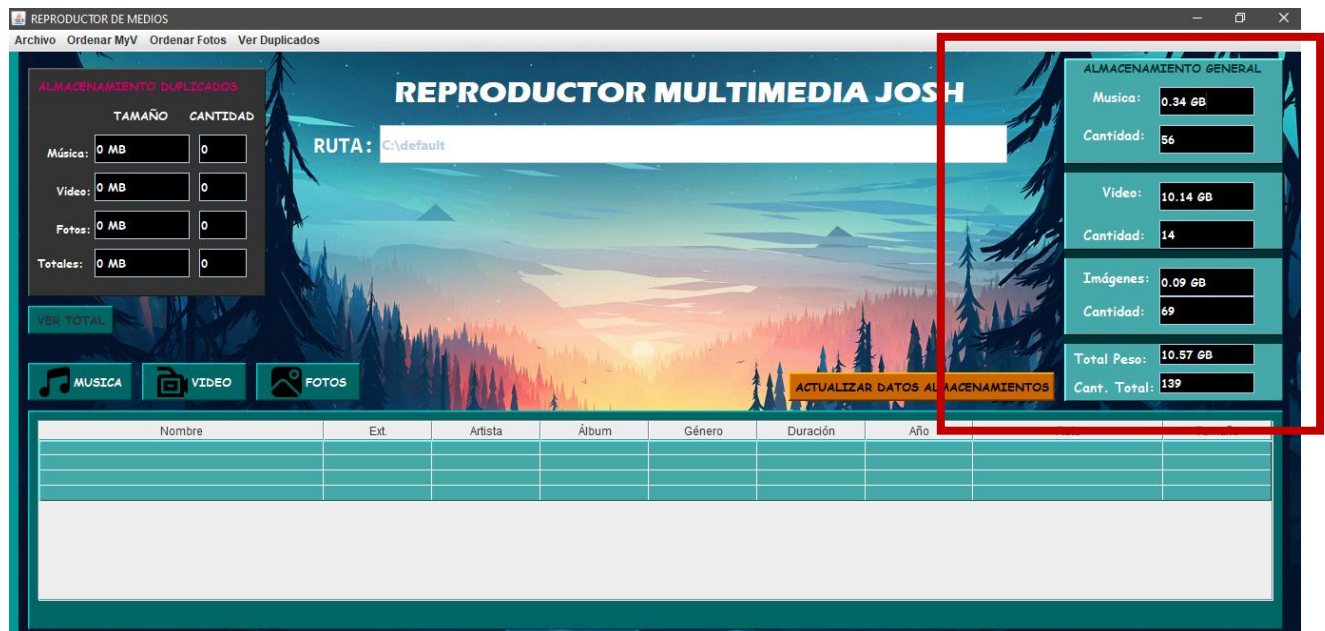 REPRODUCTOR DE MEDIOS
Archivo Ordenar MyV Ordenar Fotos Ver Duplicados
ALMACENAMIENTO DUPLICADOS
TAMAÑO CANTIDAD
Música: 0 MB 0
Video: 0 MB 0
Fotos: 0 MB 0
Totales: 0 MB 0
VER TOTAL
MUSICA VIDEO FOTOS
REPRODUCTOR MULTIMEDIA JOSH
RUTA: C:\default
ACTUALIZAR DATOS ALMACENAMIENTOS
ALMACENAMIENTO GENERAL
Musica: 0.34 GB
Cantidad: 56
Video: 10.14 GB
Cantidad: 14
Imágenes: 0.09 GB
Cantidad: 69
Total Peso: 10.57 GB
Cant. Total: 139
Nombre Ext. Artista Álbum Género Duración Año